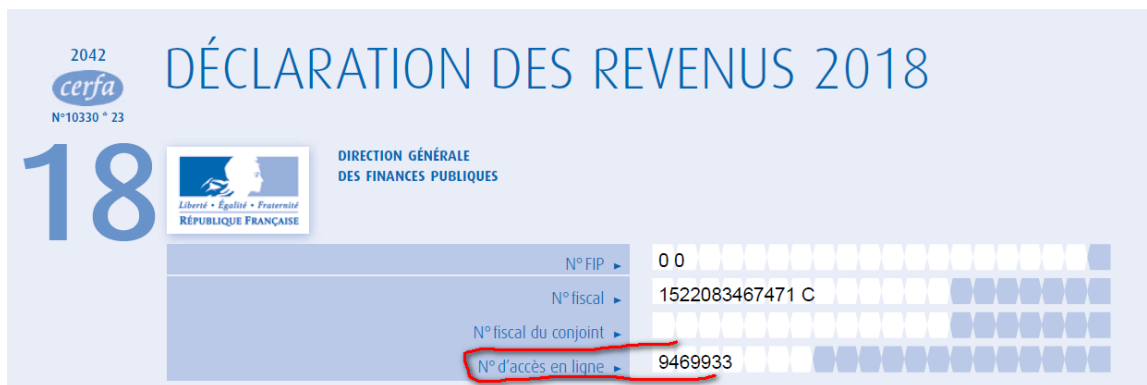 2042
cerfa
N°10330 * 23
DÉCLARATION DES REVENUS 2018
18
Liberté • Égalité • Fraternité
RÉPUBLIQUE FRANÇAISE
DIRECTION GÉNÉRALE
DES FINANCES PUBLIQUES
N° FIP ► 0 0
N° fiscal ► 1522083467471 C
N° fiscal du conjoint ►
N° d'accès en ligne ► 9469933